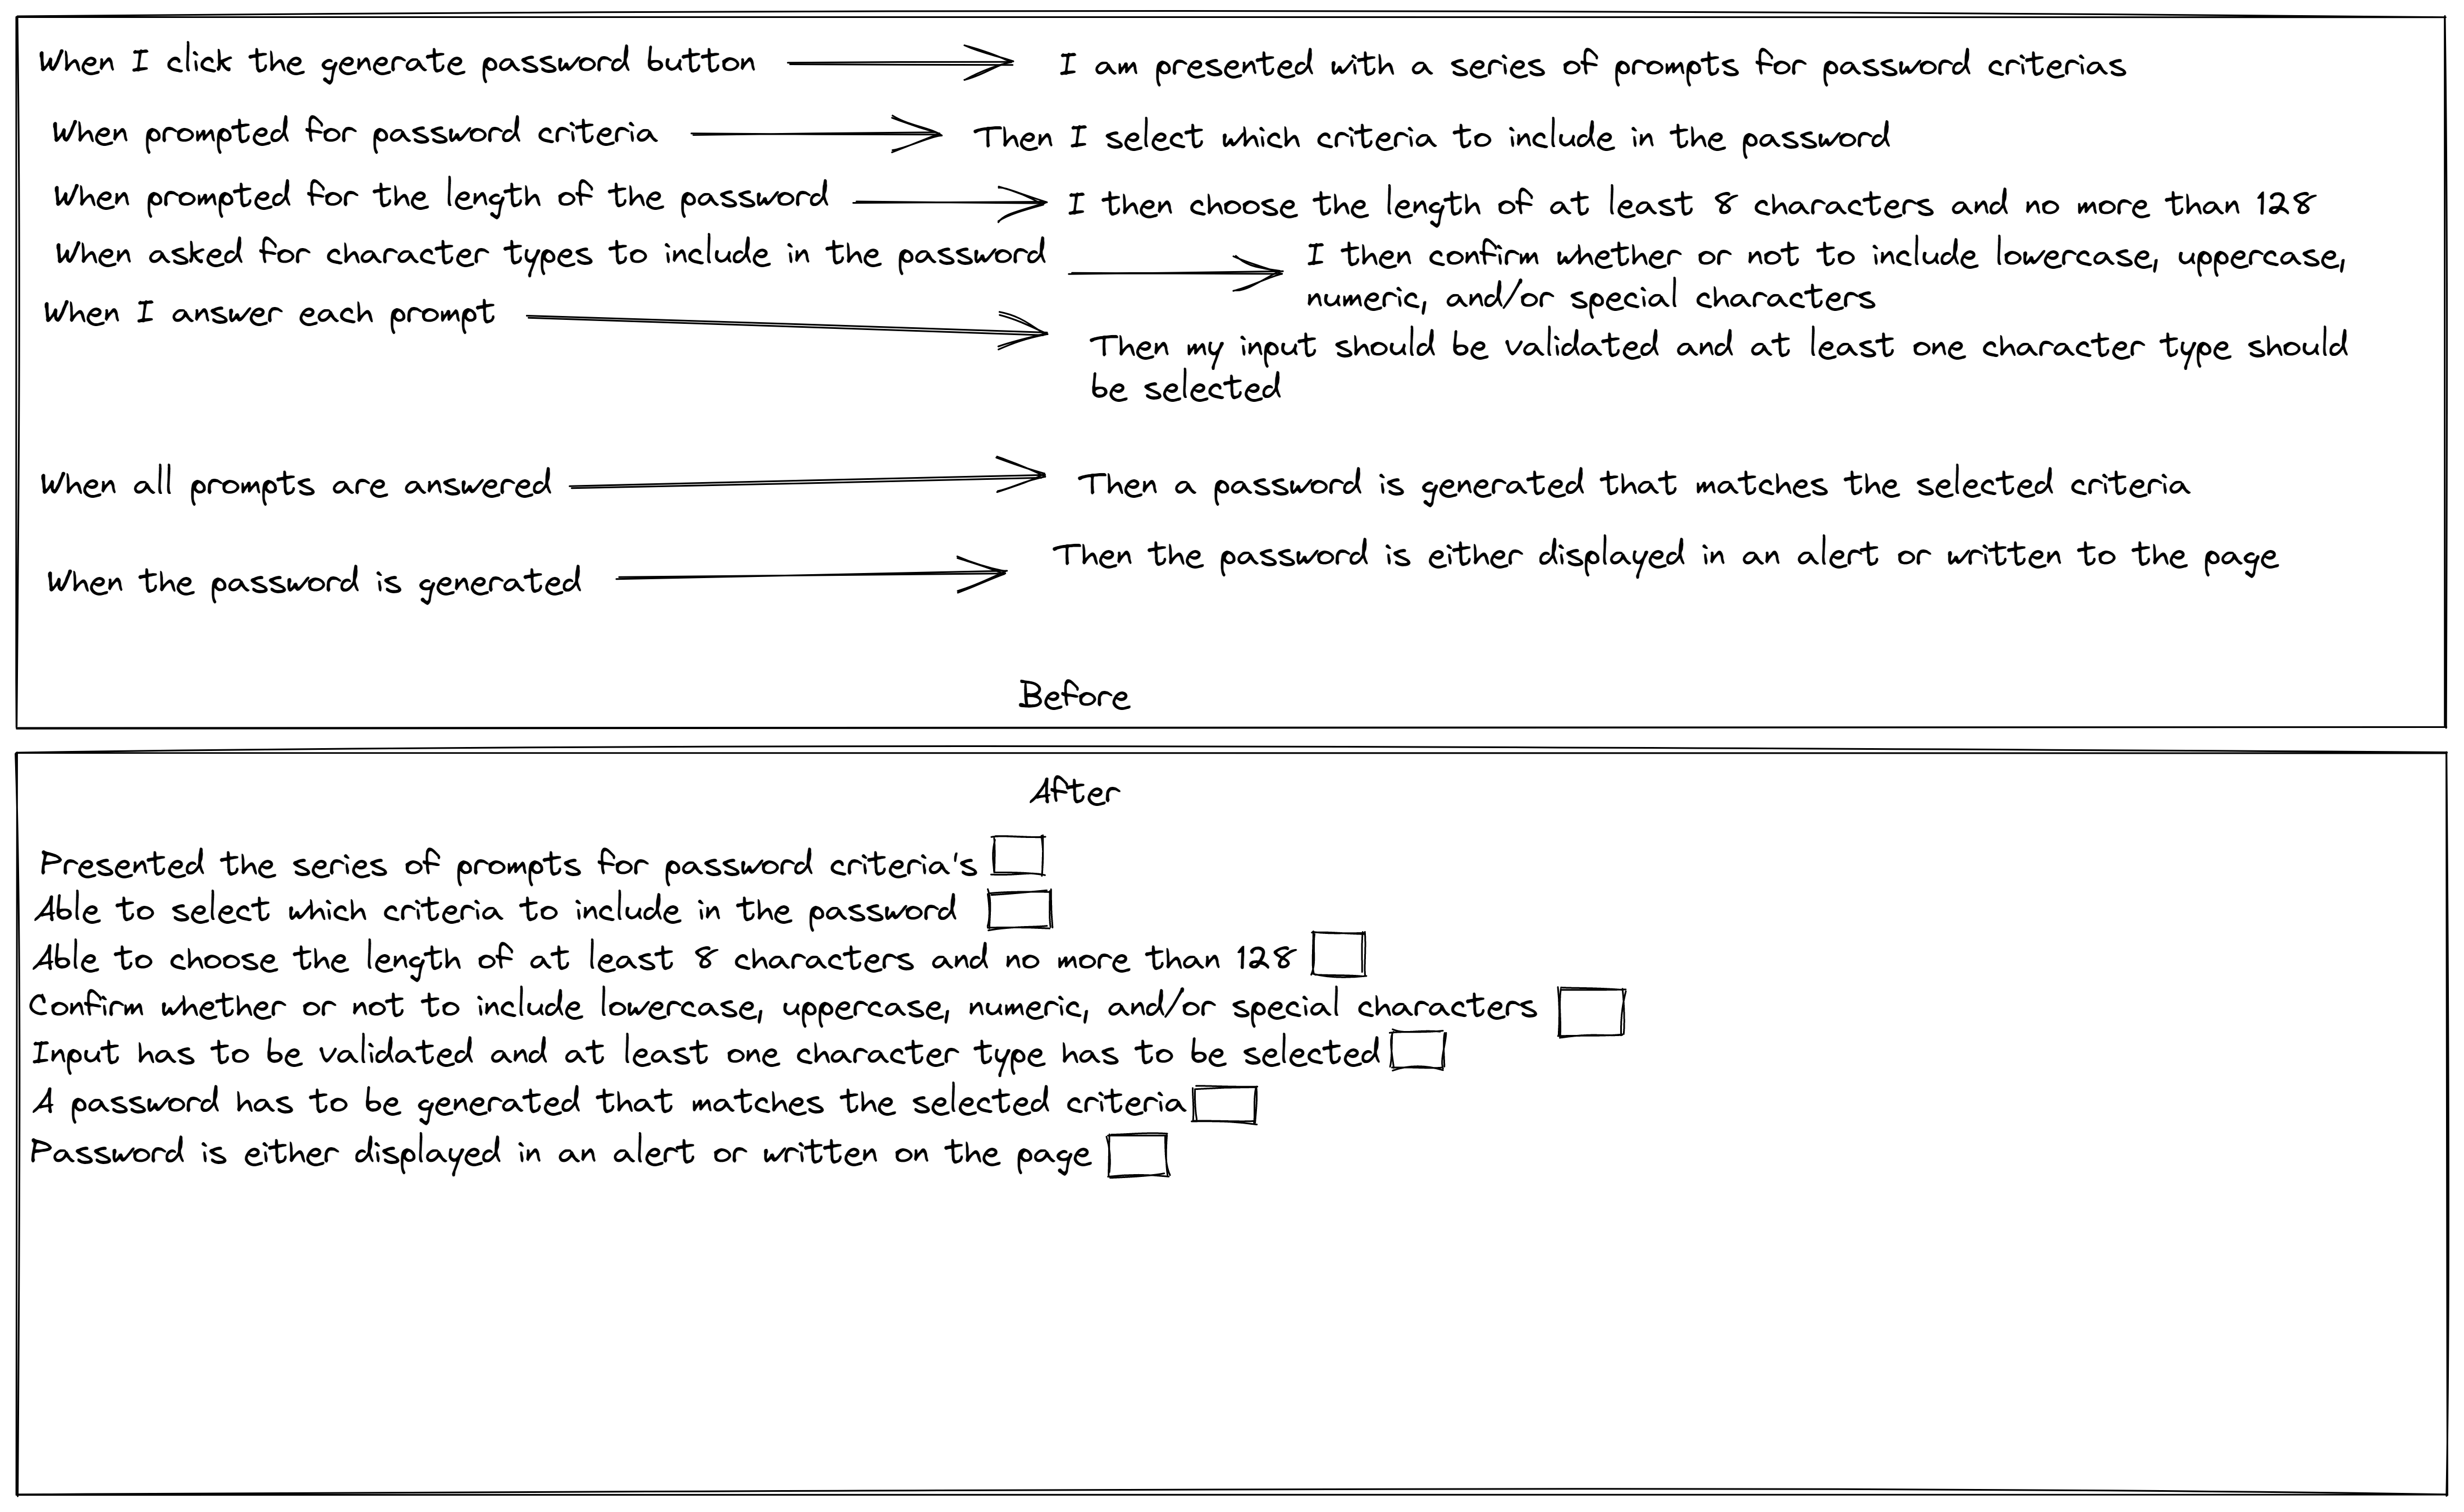 When I click the generate password button
I am presented with a series of prompts for password criterias
When prompted for password criteria
Then I select which criteria to include in the password
When prompted for the length of the password
I then choose the length of at least 8 characters and no more than 128
When asked for character types to include in the password
I then confirm whether or not to include lowercase, uppercase,
numeric, and/or special characters
When I answer each prompt
Then my input should be validated and at least one character type should
be selected
When all prompts are answered
Then a password is generated that matches the selected criteria
When the password is generated
Then the password is either displayed in an alert or written to the page
Before
After
Presented the series of prompts for password criteria's
Able to select which criteria to include in the password
Able to choose the length of at least 8 characters and no more than 128
Confirm whether or not to include lowercase, uppercase, numeric, and/or special characters
Input has to be validated and at least one character type has to be selected
A password has to be generated that matches the selected criteria
Password is either displayed in an alert or written on the page